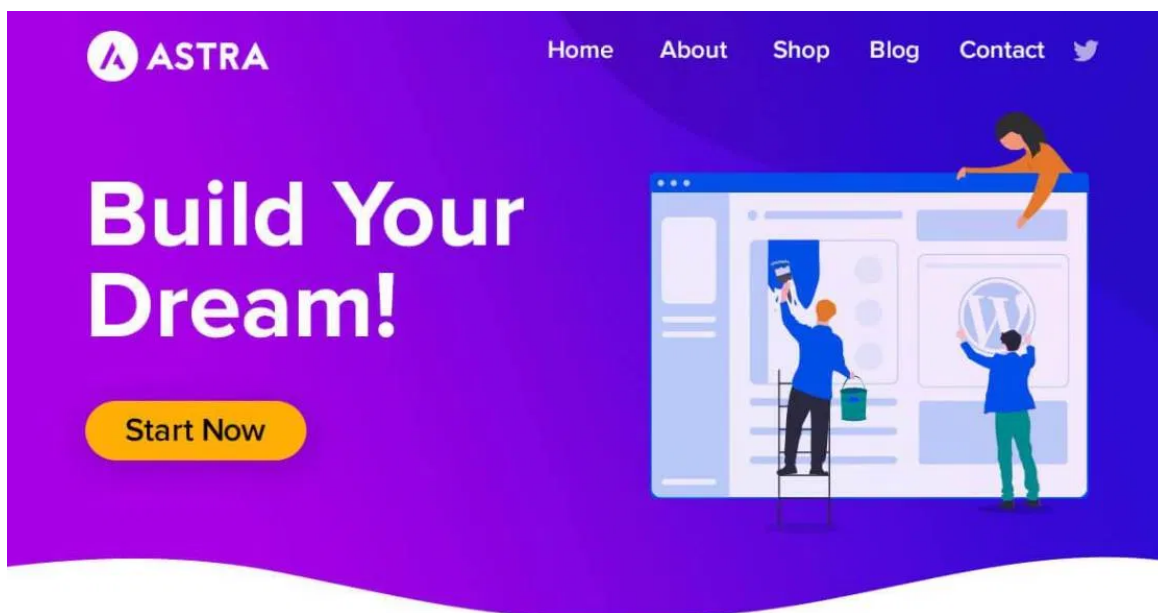 ASTRA
Home About Shop Blog Contact
Build Your
Dream!
Start Now